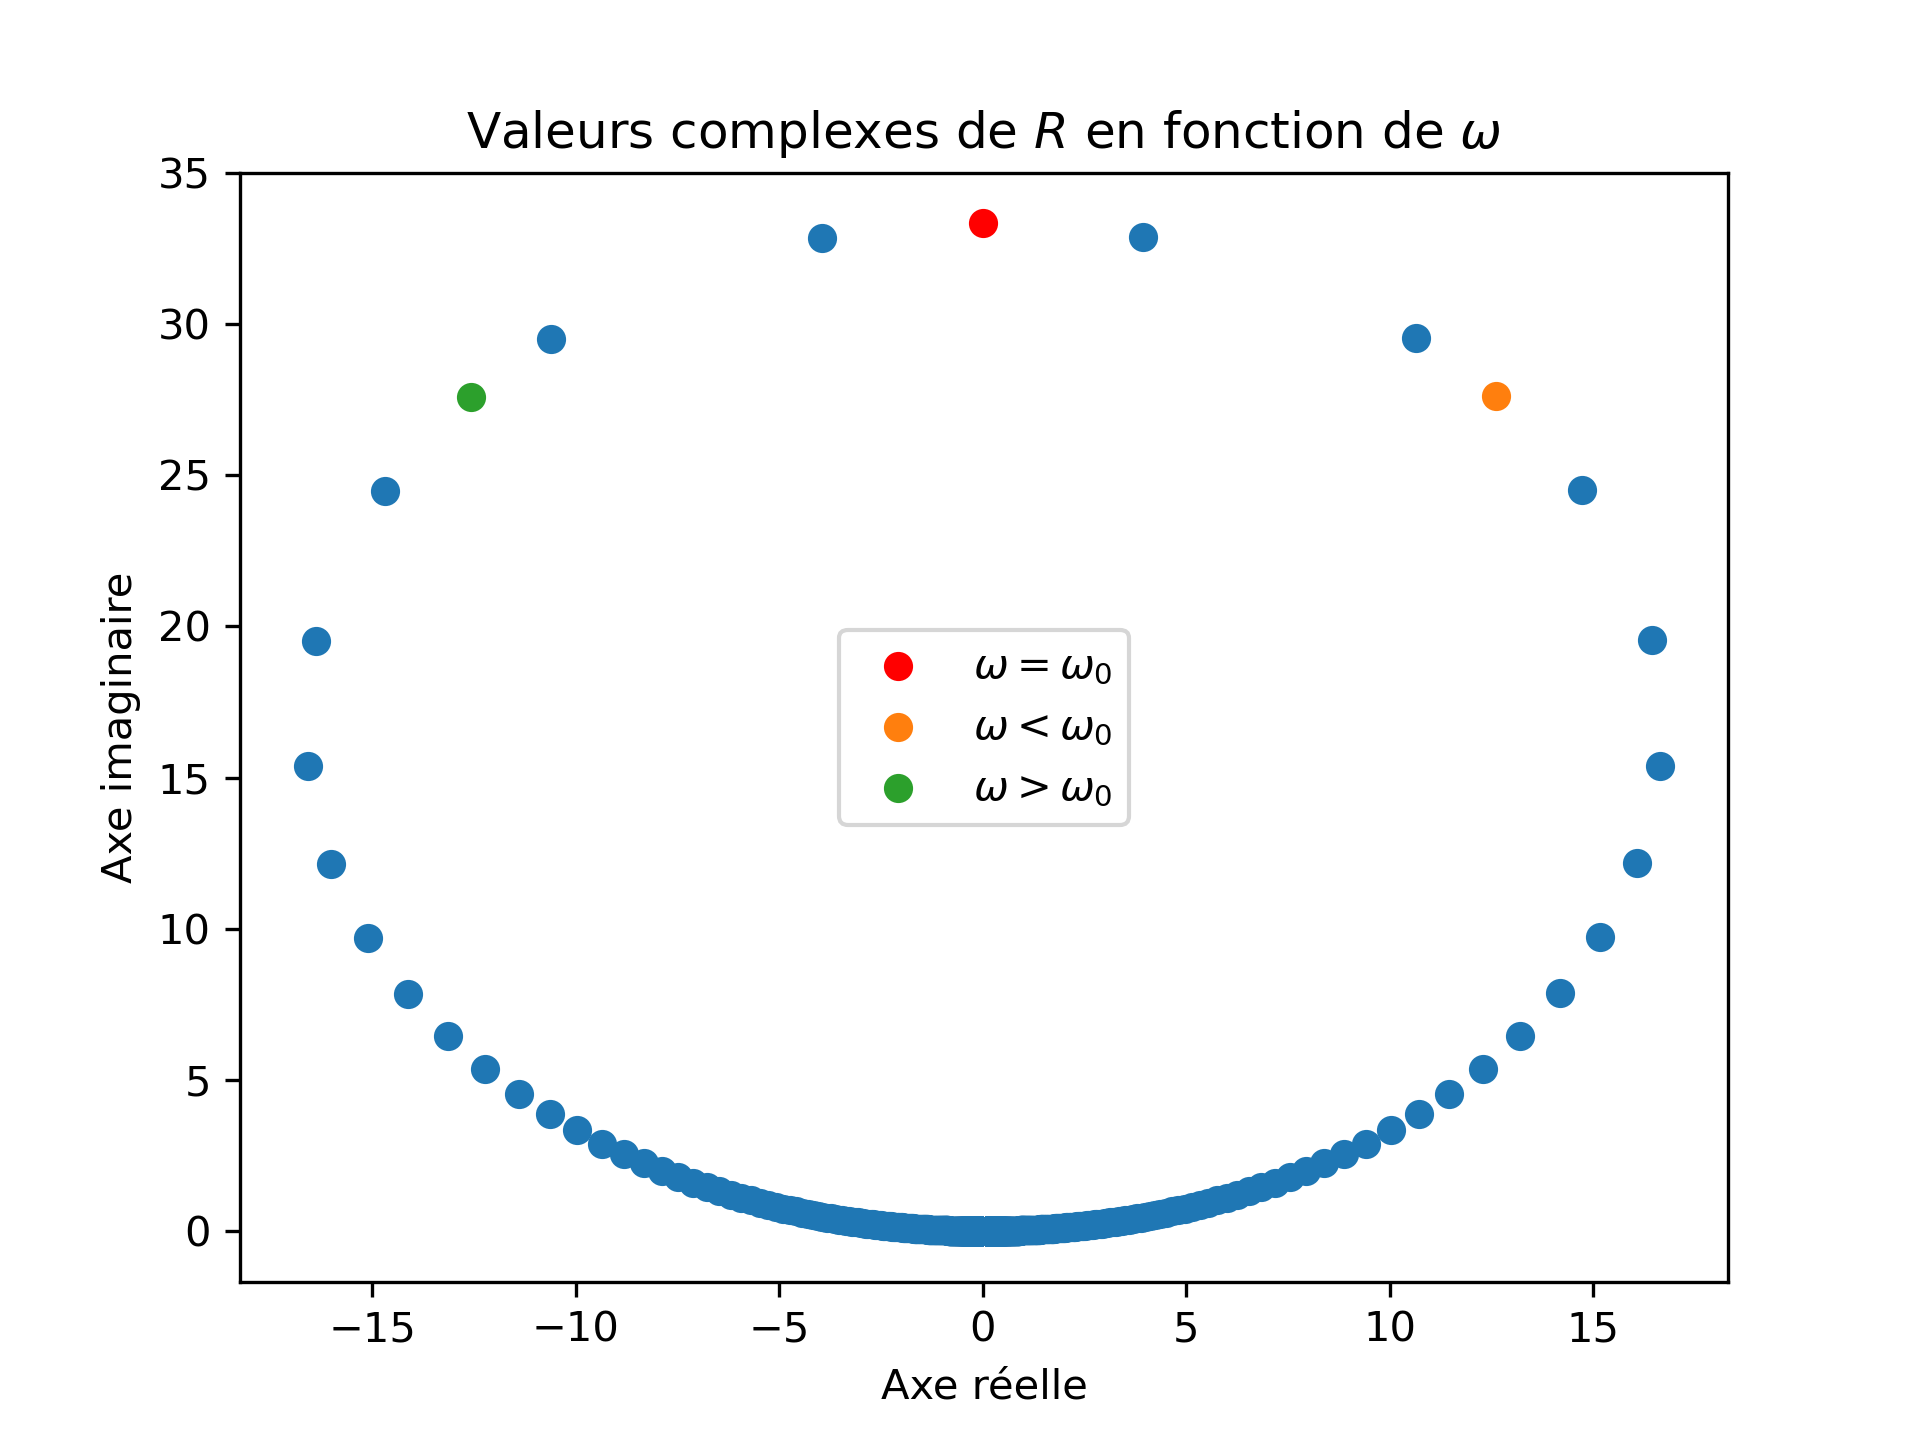 Valeurs complexes de R en fonction de ω
35
30
25
20
15
10
5
0
Axe imaginaire
ω = ω₀
ω < ω₀
ω > ω₀
−15 −10 −5 0 5 10 15
Axe réelle